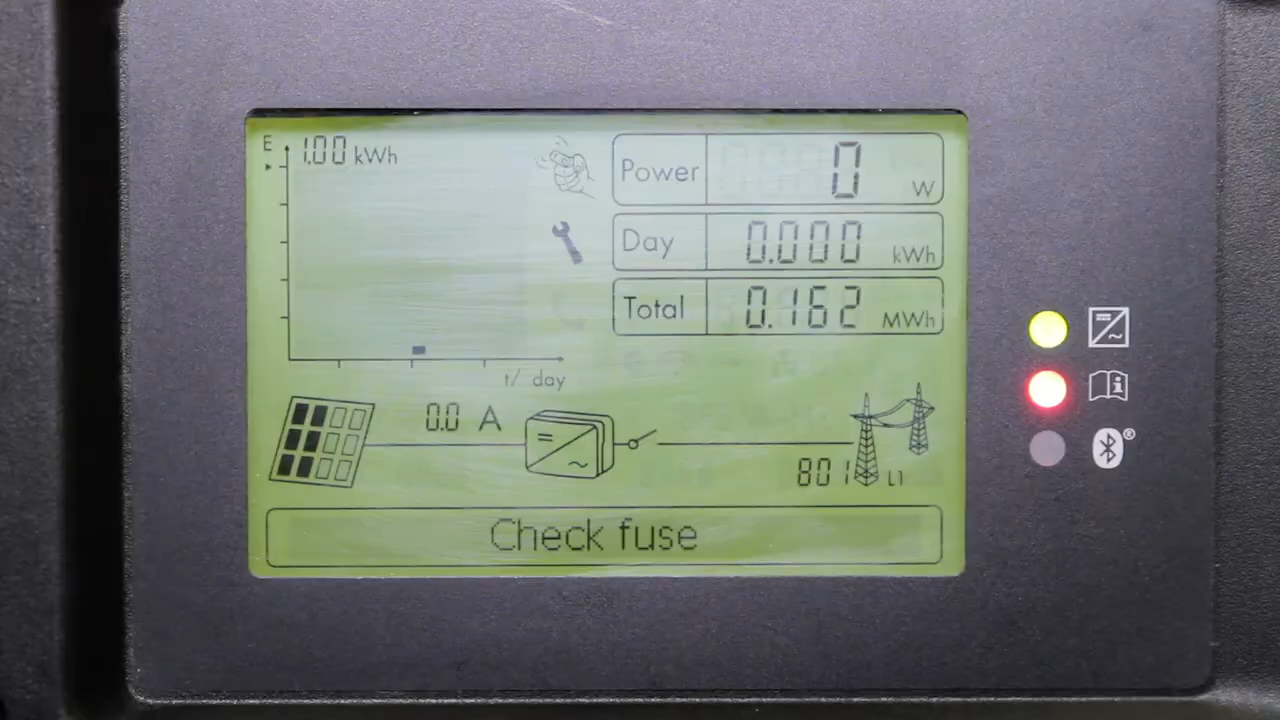 E 1.00 kWh
Power 0 W
Day 0.000 kWh
Total 0.162 MWh
t/ day
0.0 A
801 L1
Check fuse
®